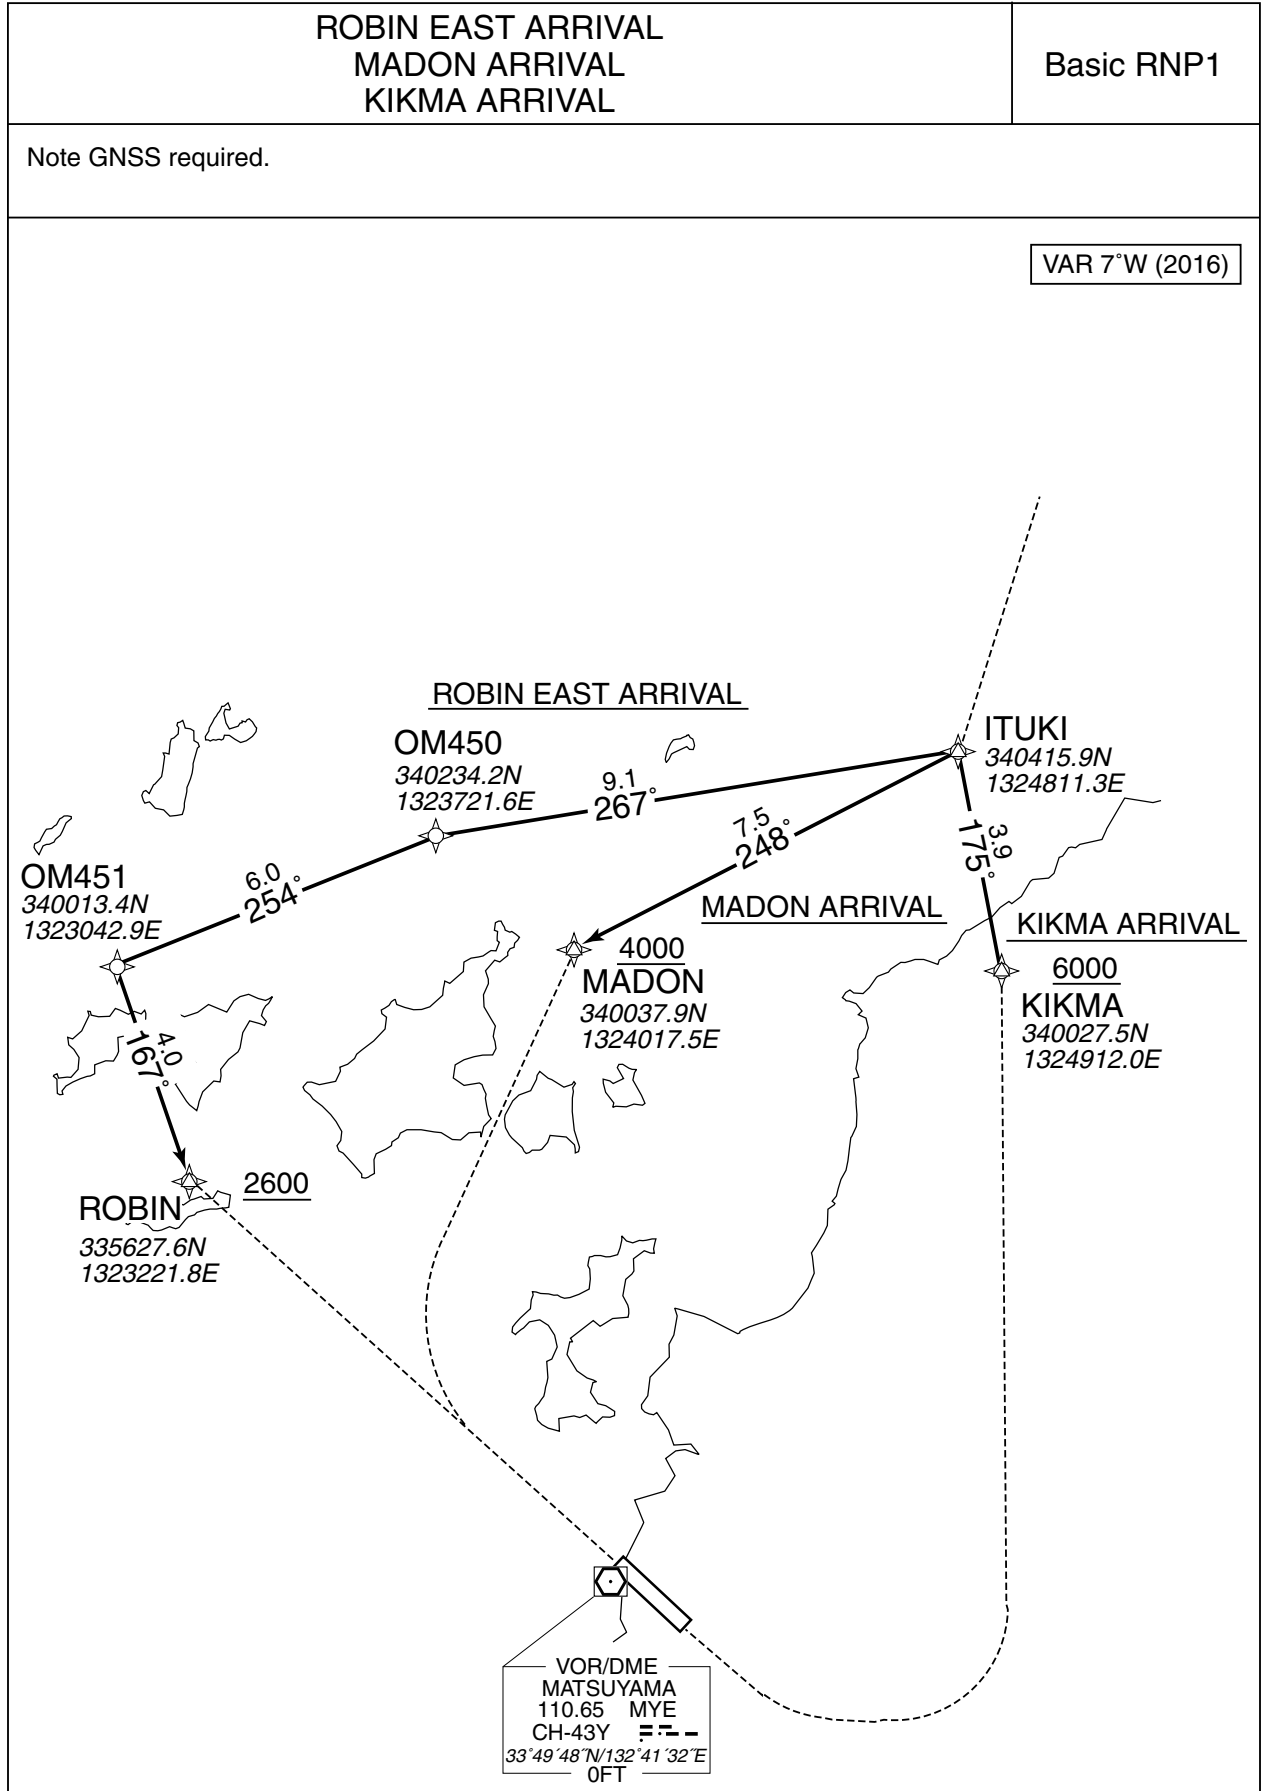 ROBIN EAST ARRIVAL
MADON ARRIVAL
KIKMA ARRIVAL
Basic RNP1
Note GNSS required.
VAR 7˚W (2016)
ROBIN EAST ARRIVAL
ITUKI
340415.9N
1324811.3E
OM450
340234.2N
1323721.6E
9.1
267˚
7.5
248˚
3.9
175˚
OM451
340013.4N
1323042.9E
6.0
254˚
MADON ARRIVAL
KIKMA ARRIVAL
4000
MADON
340037.9N
1324017.5E
6000
KIKMA
340027.5N
1324912.0E
4.0
167˚
2600
ROBIN
335627.6N
1323221.8E
VOR/DME
MATSUYAMA
110.65 MYE
CH-43Y
33˚49´48˝N/132˚41´32˝E
0FT